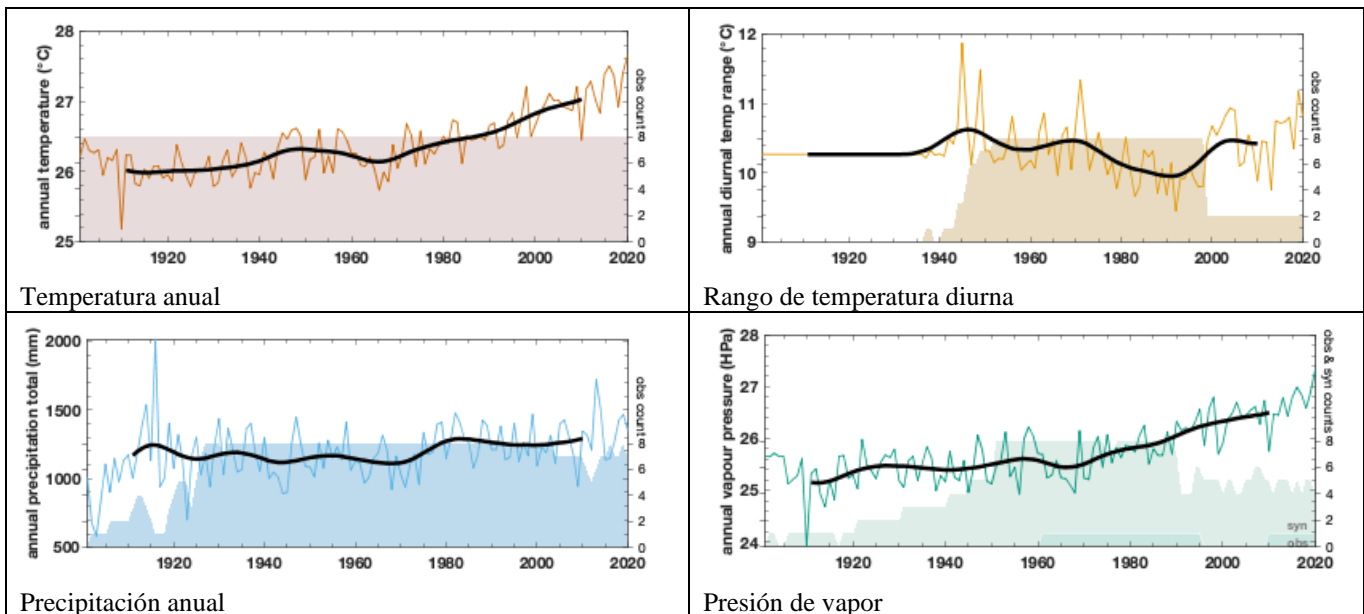 28
27
26
25
annual temperature (°C)
8
6
4
2
0
obs counts
1920 1940 1960 1980 2000 2020
Temperatura anual
12
11
10
9
annual diurnal temp range (°C)
8
6
4
2
0
obs counts
1920 1940 1960 1980 2000 2020
Rango de temperatura diurna
2000
1500
1000
500
annual precipitation total (mm)
8
6
4
2
0
obs counts
1920 1940 1960 1980 2000 2020
Precipitación anual
28
27
26
25
24
annual vapour pressure (HPa)
8
6
4
2
0
obs & syn counts
syn
obs
1920 1940 1960 1980 2000 2020
Presión de vapor